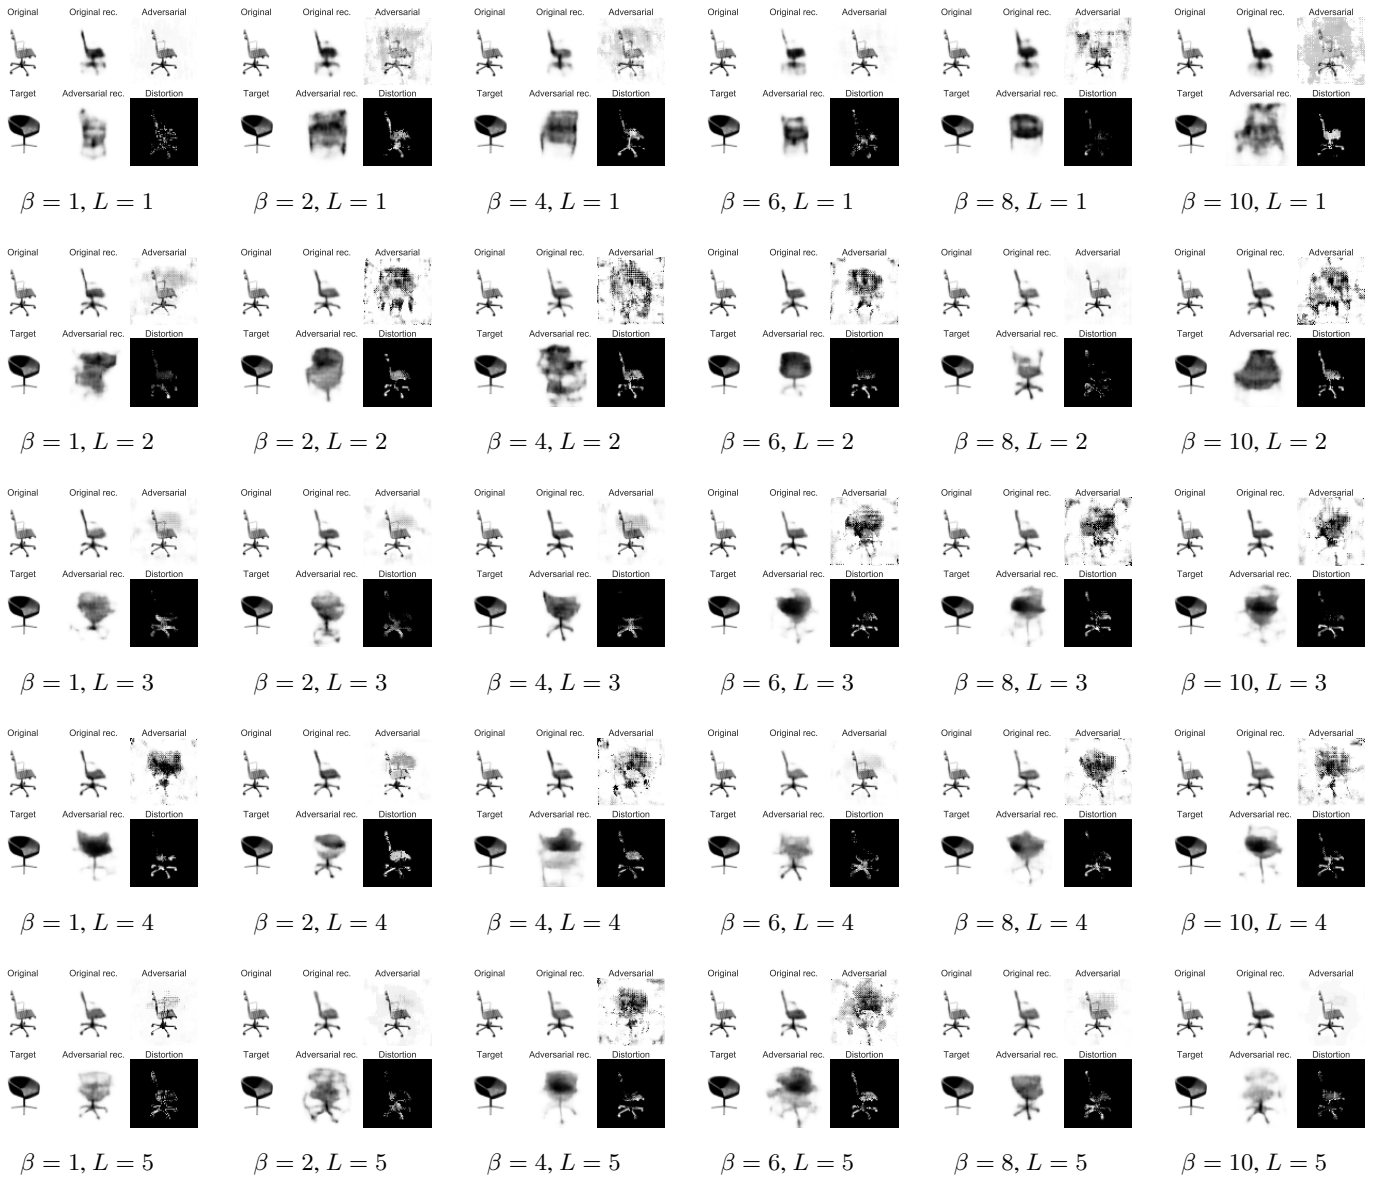 Original Original rec. Adversarial Original Original rec. Adversarial Original Original rec. Adversarial Original Original rec. Adversarial Original Original rec. Adversarial Original Original rec. Adversarial
Target Adversarial rec. Distortion Target Adversarial rec. Distortion Target Adversarial rec. Distortion Target Adversarial rec. Distortion Target Adversarial rec. Distortion Target Adversarial rec. Distortion
β = 1, L = 1 β = 2, L = 1 β = 4, L = 1 β = 6, L = 1 β = 8, L = 1 β = 10, L = 1
Original Original rec. Adversarial Original Original rec. Adversarial Original Original rec. Adversarial Original Original rec. Adversarial Original Original rec. Adversarial Original Original rec. Adversarial
Target Adversarial rec. Distortion Target Adversarial rec. Distortion Target Adversarial rec. Distortion Target Adversarial rec. Distortion Target Adversarial rec. Distortion Target Adversarial rec. Distortion
β = 1, L = 2 β = 2, L = 2 β = 4, L = 2 β = 6, L = 2 β = 8, L = 2 β = 10, L = 2
Original Original rec. Adversarial Original Original rec. Adversarial Original Original rec. Adversarial Original Original rec. Adversarial Original Original rec. Adversarial Original Original rec. Adversarial
Target Adversarial rec. Distortion Target Adversarial rec. Distortion Target Adversarial rec. Distortion Target Adversarial rec. Distortion Target Adversarial rec. Distortion Target Adversarial rec. Distortion
β = 1, L = 3 β = 2, L = 3 β = 4, L = 3 β = 6, L = 3 β = 8, L = 3 β = 10, L = 3
Original Original rec. Adversarial Original Original rec. Adversarial Original Original rec. Adversarial Original Original rec. Adversarial Original Original rec. Adversarial Original Original rec. Adversarial
Target Adversarial rec. Distortion Target Adversarial rec. Distortion Target Adversarial rec. Distortion Target Adversarial rec. Distortion Target Adversarial rec. Distortion Target Adversarial rec. Distortion
β = 1, L = 4 β = 2, L = 4 β = 4, L = 4 β = 6, L = 4 β = 8, L = 4 β = 10, L = 4
Original Original rec. Adversarial Original Original rec. Adversarial Original Original rec. Adversarial Original Original rec. Adversarial Original Original rec. Adversarial Original Original rec. Adversarial
Target Adversarial rec. Distortion Target Adversarial rec. Distortion Target Adversarial rec. Distortion Target Adversarial rec. Distortion Target Adversarial rec. Distortion Target Adversarial rec. Distortion
β = 1, L = 5 β = 2, L = 5 β = 4, L = 5 β = 6, L = 5 β = 8, L = 5 β = 10, L = 5